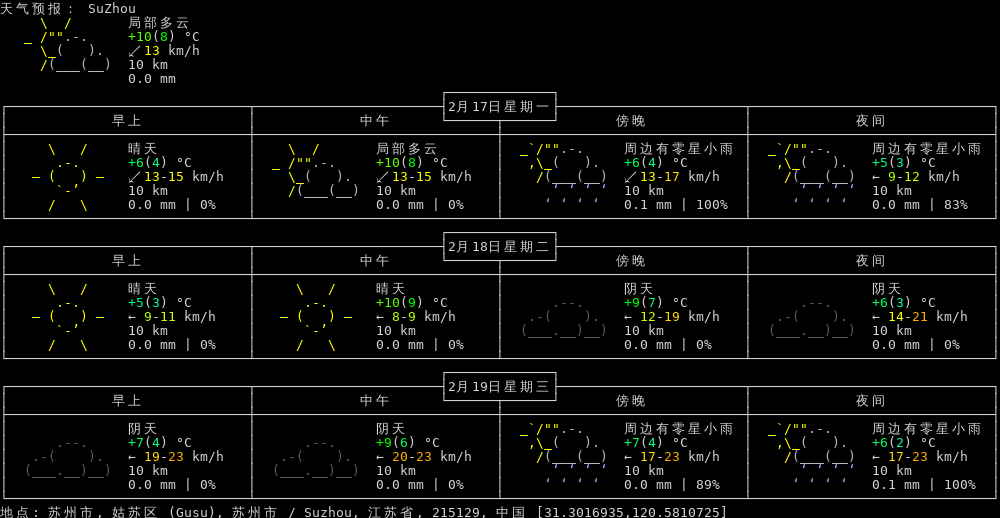 天气预报: SuZhou
局部多云
+10(8) °C
↙13 km/h
10 km
0.0 mm
2月17日星期一
早上 中午 傍晚 夜间
晴天 局部多云 周边有零星小雨 周边有零星小雨
+6(4) °C +10(8) °C +6(4) °C +5(3) °C
↙13-15 km/h ↙13-15 km/h ↙13-17 km/h ← 9-12 km/h
10 km 10 km 10 km 10 km
0.0 mm | 0% 0.0 mm | 0% 0.1 mm | 100% 0.0 mm | 83%
2月18日星期二
早上 中午 傍晚 夜间
晴天 晴天 阴天 阴天
+5(3) °C +10(9) °C +9(7) °C +6(3) °C
← 9-11 km/h ← 8-9 km/h ← 12-19 km/h ← 14-21 km/h
10 km 10 km 10 km 10 km
0.0 mm | 0% 0.0 mm | 0% 0.0 mm | 0% 0.0 mm | 0%
2月19日星期三
早上 中午 傍晚 夜间
阴天 阴天 周边有零星小雨 周边有零星小雨
+7(4) °C +9(6) °C +7(4) °C +6(2) °C
← 19-23 km/h ← 20-23 km/h ← 17-23 km/h ← 17-23 km/h
10 km 10 km 10 km 10 km
0.0 mm | 0% 0.0 mm | 0% 0.0 mm | 89% 0.1 mm | 100%
地点: 苏州市, 姑苏区 (Gusu), 苏州市 / Suzhou, 江苏省, 215129, 中国 [31.3016935,120.5810725]